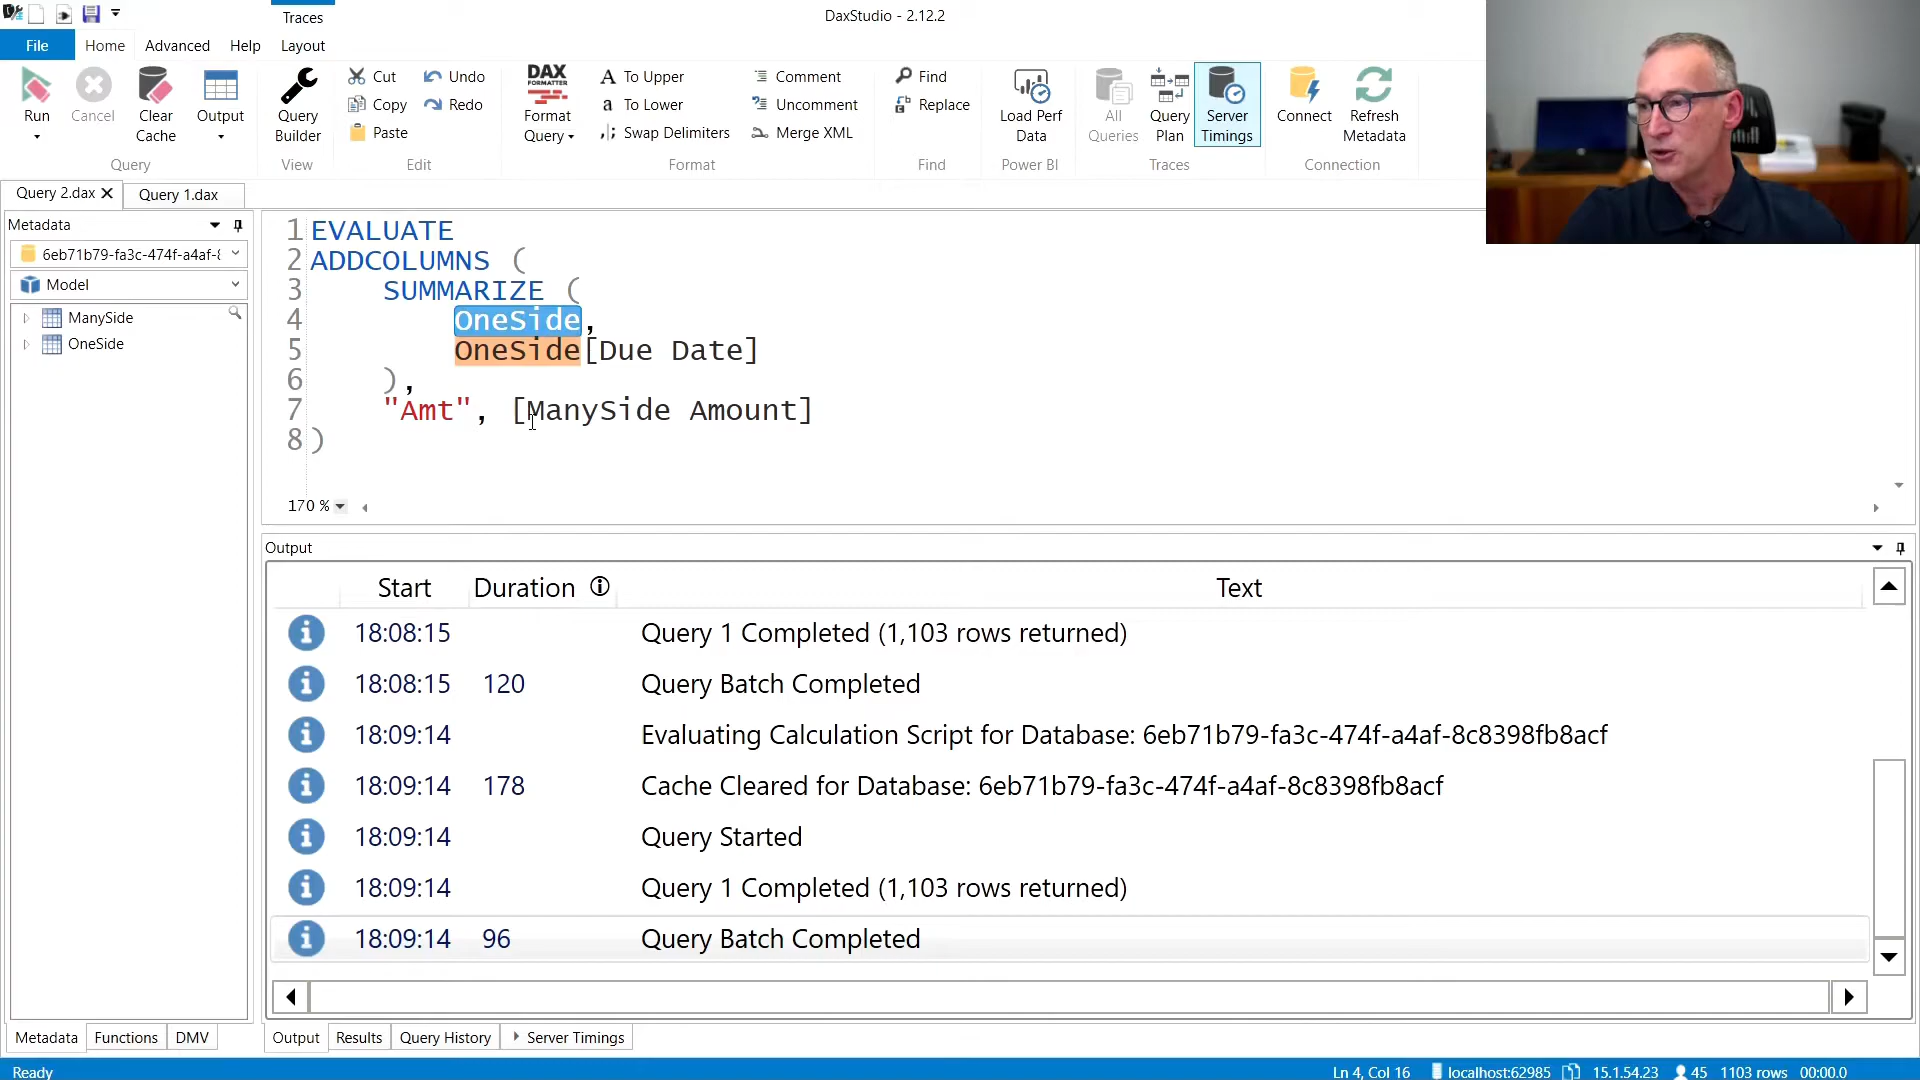 Traces
DaxStudio - 2.12.2
File
Home
Advanced
Help
Layout
Run
Cancel
Clear
Cache
Output
Query
Query
Builder
View
Cut
Copy
Paste
Undo
Redo
Edit
DAX
FORMATTER
Format
Query
To Upper
To Lower
Swap Delimiters
Comment
Uncomment
Merge XML
Format
Find
Replace
Find
Load Perf
Data
Power BI
All
Queries
Query
Plan
Server
Timings
Traces
Connect
Refresh
Metadata
Connection
Query 2.dax
Query 1.dax
Metadata
6eb71b79-fa3c-474f-a4af-8
Model
ManySide
OneSide
1 EVALUATE
2 ADDCOLUMNS (
3 SUMMARIZE (
4 OneSide,
5 OneSide[Due Date]
6 ),
7 "Amt", [ManySide Amount]
8 )
170 %
Output
Start Duration Text
18:08:15 Query 1 Completed (1,103 rows returned)
18:08:15 120 Query Batch Completed
18:09:14 Evaluating Calculation Script for Database: 6eb71b79-fa3c-474f-a4af-8c8398fb8acf
18:09:14 178 Cache Cleared for Database: 6eb71b79-fa3c-474f-a4af-8c8398fb8acf
18:09:14 Query Started
18:09:14 Query 1 Completed (1,103 rows returned)
18:09:14 96 Query Batch Completed
Metadata
Functions
DMV
Output
Results
Query History
Server Timings
Ready
Ln 4, Col 16
localhost:62985
15.1.54.23
45
1103 rows
00:00.0